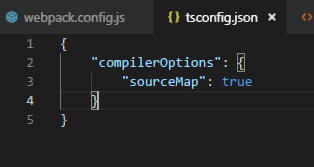 webpack.config.js
{} tsconfig.json ×
1 {
2 "compilerOptions": {
3 "sourceMap": true
4 }
5 }